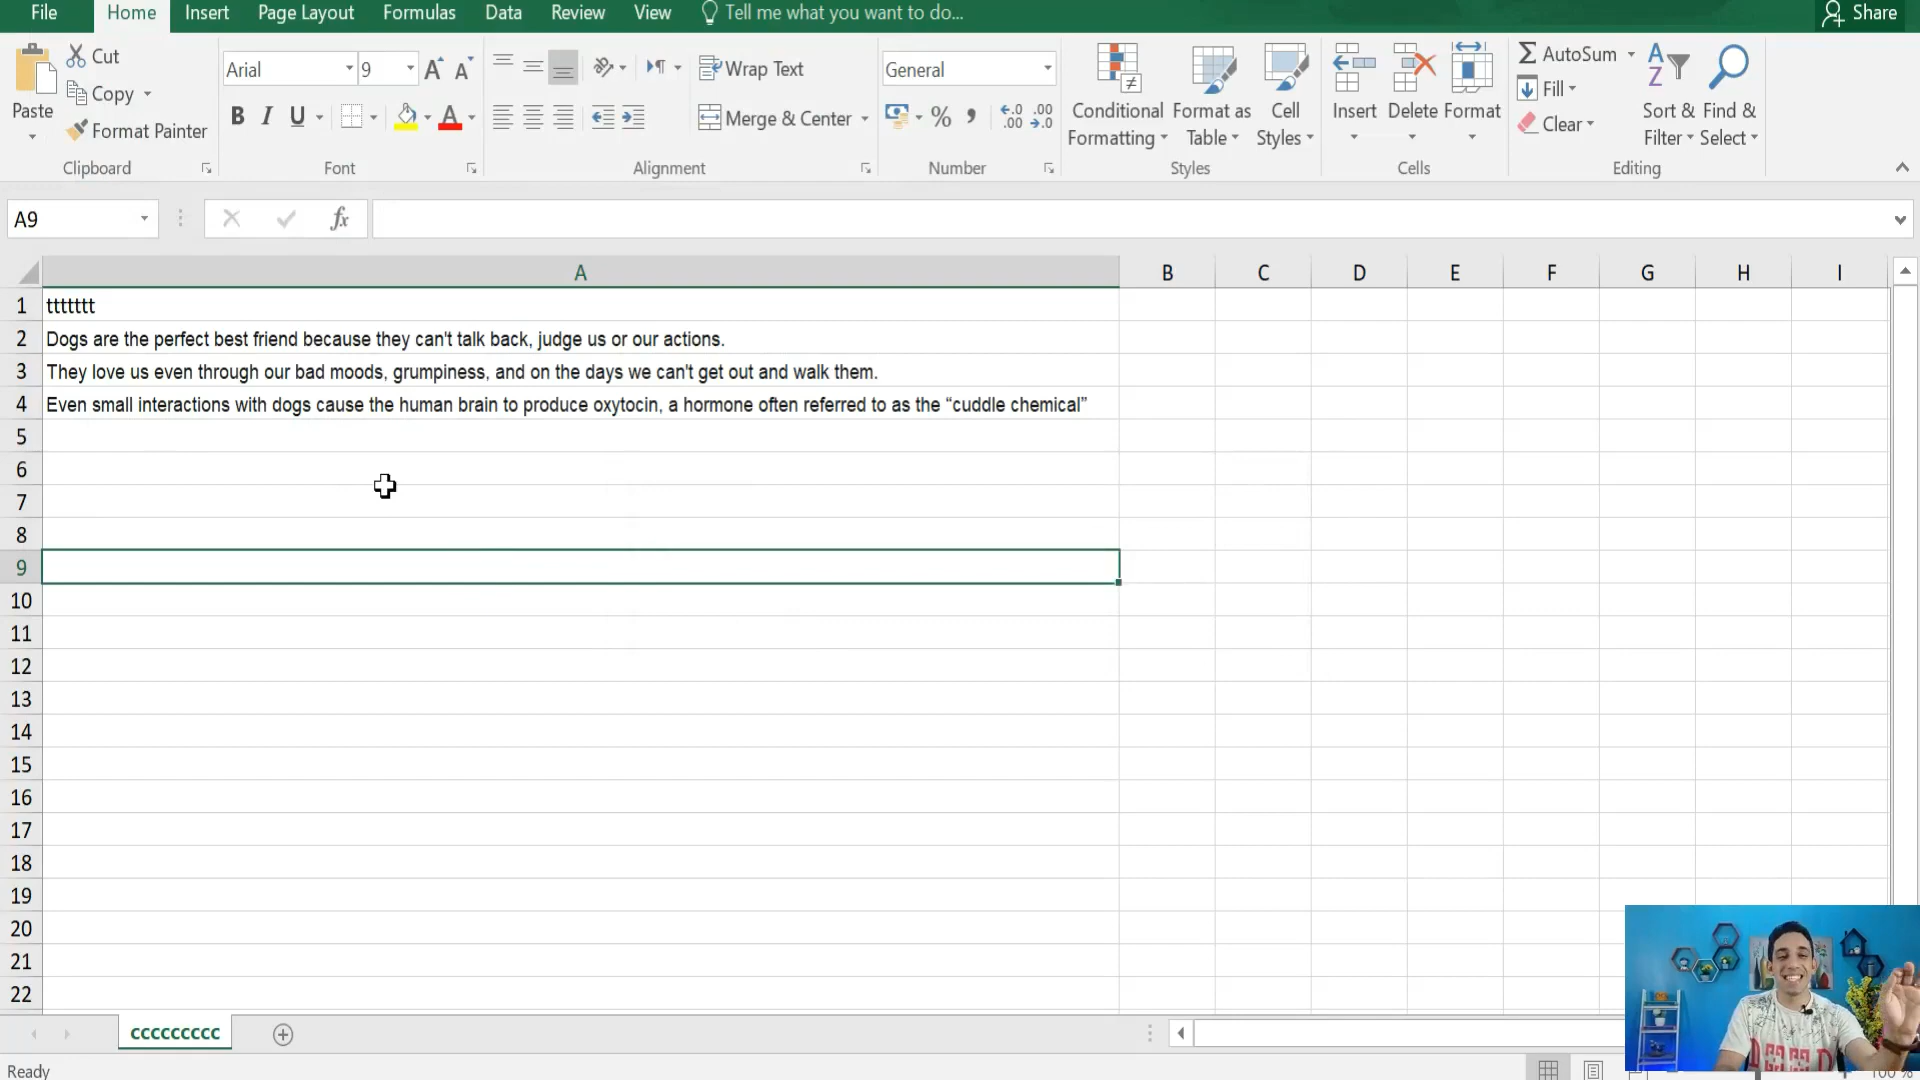 File Home Insert Page Layout Formulas Data Review View Tell me what you want to do... Share
Cut
Copy
Format Painter
Paste
Clipboard
Arial 9
B I U
Font
Wrap Text
Merge & Center
Alignment
General
% , .0 .00 .00 .0
Number
Conditional Formatting
Format as Table
Cell Styles
Styles
Insert Delete Format
Cells
AutoSum
Fill
Clear
Sort & Filter
Find & Select
Editing
A9 fx
A B C D E F G H I
1 ttttttt
2 Dogs are the perfect best friend because they can't talk back, judge us or our actions.
3 They love us even through our bad moods, grumpiness, and on the days we can't get out and walk them.
4 Even small interactions with dogs cause the human brain to produce oxytocin, a hormone often referred to as the “cuddle chemical”
5
6
7
8
9
10
11
12
13
14
15
16
17
18
19
20
21
22
ccccccccc
Ready
100 %